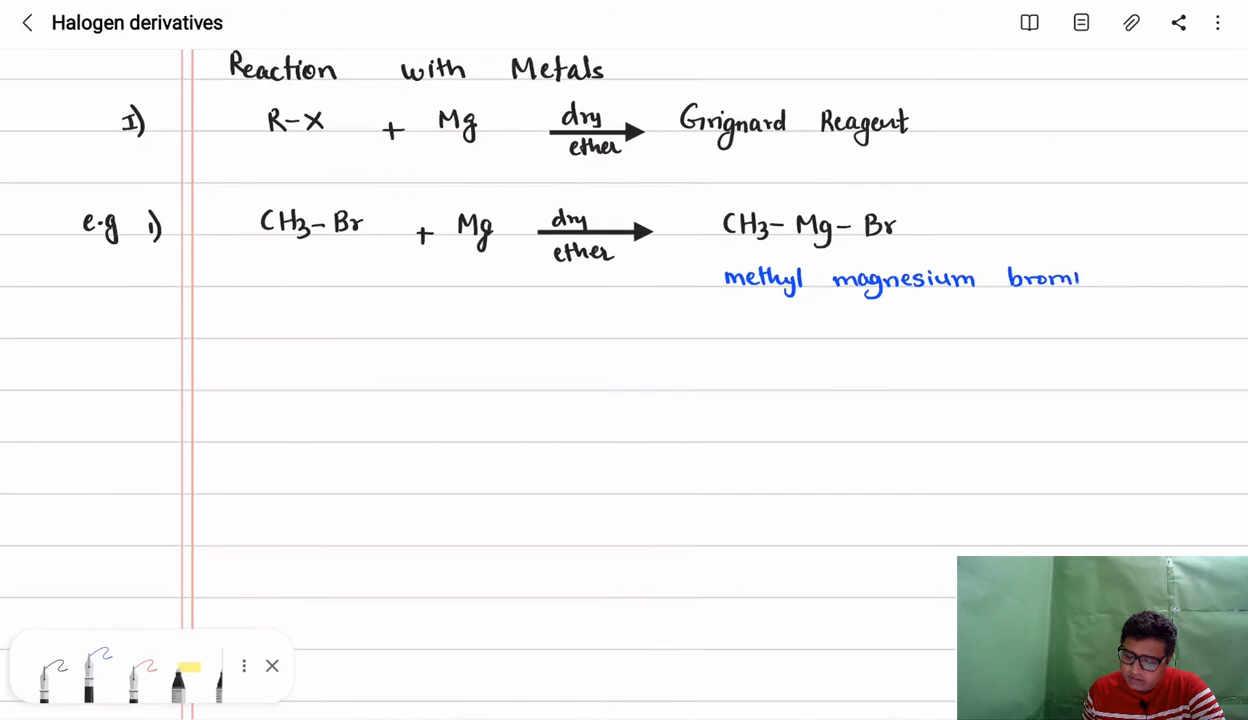 Halogen derivatives
Reaction with Metals
I) R-X + Mg dry ether Grignard Reagent
e.g i) CH3-Br + Mg dry ether CH3-Mg-Br
methyl magnesium bromi